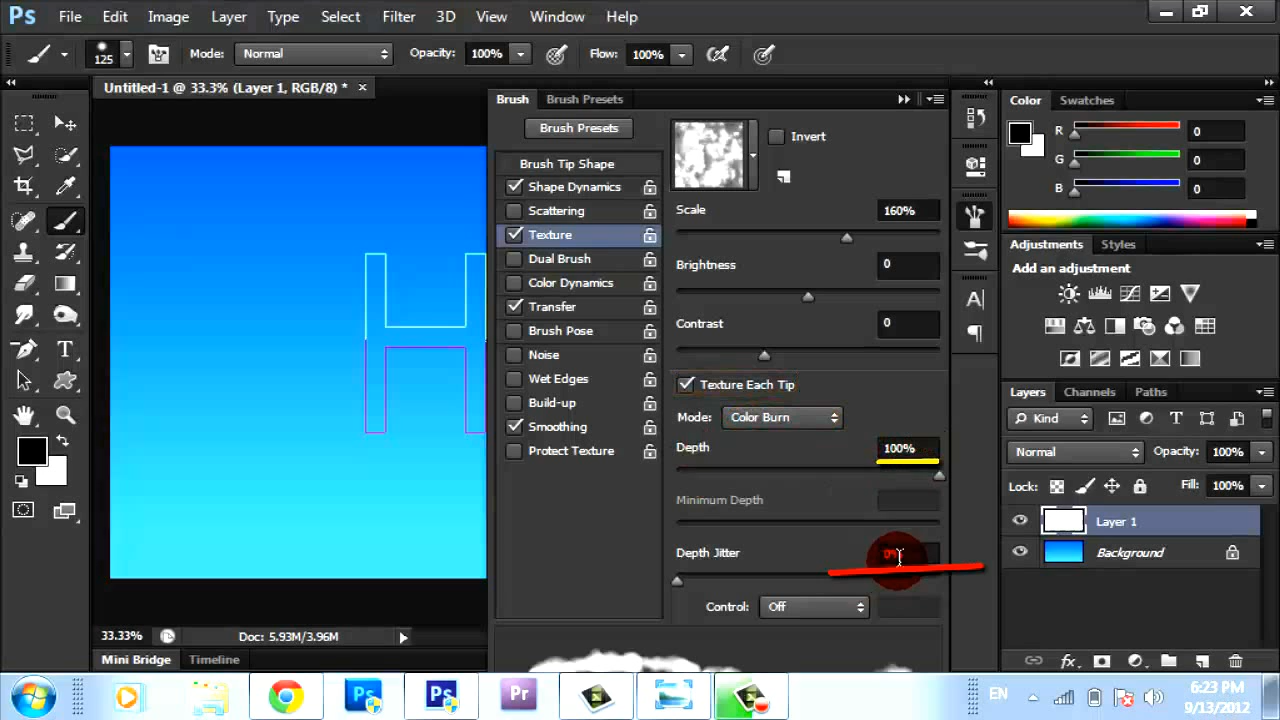 Ps File Edit Image Layer Type Select Filter 3D View Window Help
125 Mode: Normal Opacity: 100% Flow: 100%
Untitled-1 @ 33.3% (Layer 1, RGB/8) * ×
Brush Brush Presets
Brush Presets
Brush Tip Shape
Shape Dynamics
Scattering
Texture
Dual Brush
Color Dynamics
Transfer
Brush Pose
Noise
Wet Edges
Build-up
Smoothing
Protect Texture
Invert
Scale 160%
Brightness 0
Contrast 0
Texture Each Tip
Mode: Color Burn
Depth 100%
Minimum Depth
Depth Jitter 0%
Control: Off
H
Color Swatches
R 0
G 0
B 0
Adjustments Styles
Add an adjustment
Layers Channels Paths
Kind
Normal Opacity: 100%
Lock: Fill: 100%
Layer 1
Background
33.33% Doc: 5.93M/3.96M
Mini Bridge Timeline
Ps Ps Pr
EN 6:23 PM
9/13/2012